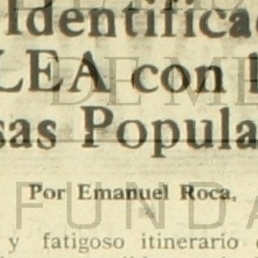 Identifica
LEA con l
sas Popula
Por Emanuel Roca,
y fatigoso itinerario